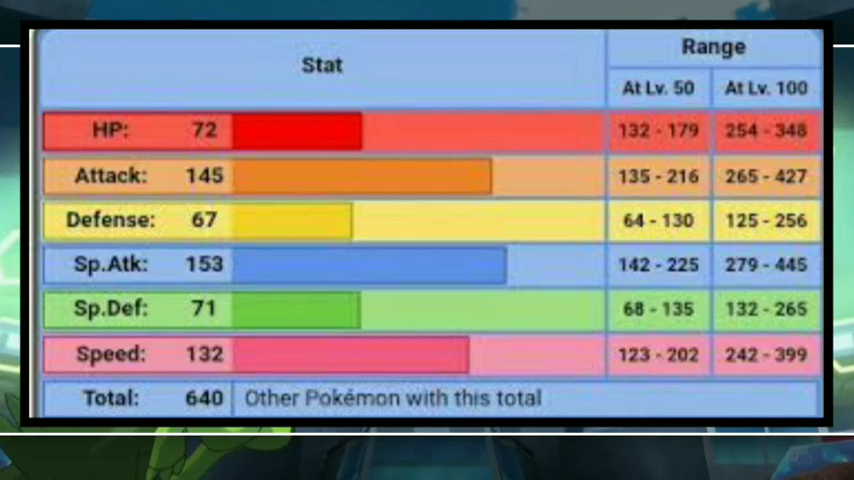 Stat
Range
At Lv. 50 At Lv. 100
HP: 72 132 - 179 254 - 348
Attack: 145 135 - 216 265 - 427
Defense: 67 64 - 130 125 - 256
Sp.Atk: 153 142 - 225 279 - 445
Sp.Def: 71 68 - 135 132 - 265
Speed: 132 123 - 202 242 - 399
Total: 640 Other Pokémon with this total